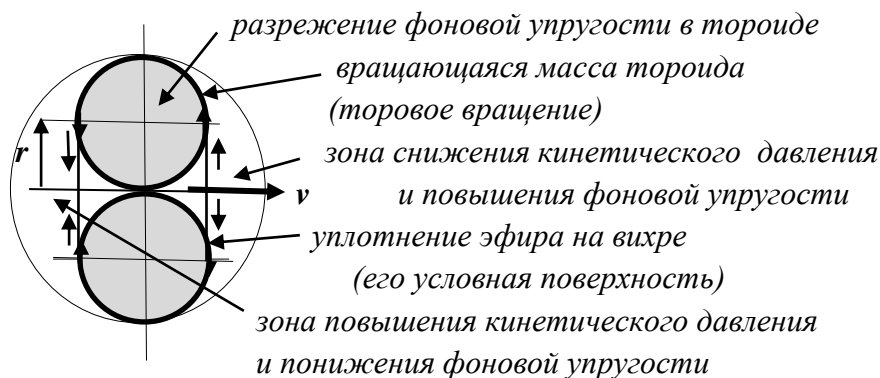 разрежение фоновой упругости в тороиде
вращающаяся масса тороида
(торовое вращение)
r
зона снижения кинетического давления
v
и повышения фоновой упругости
уплотнение эфира на вихре
(его условная поверхность)
зона повышения кинетического давления
и понижения фоновой упругости